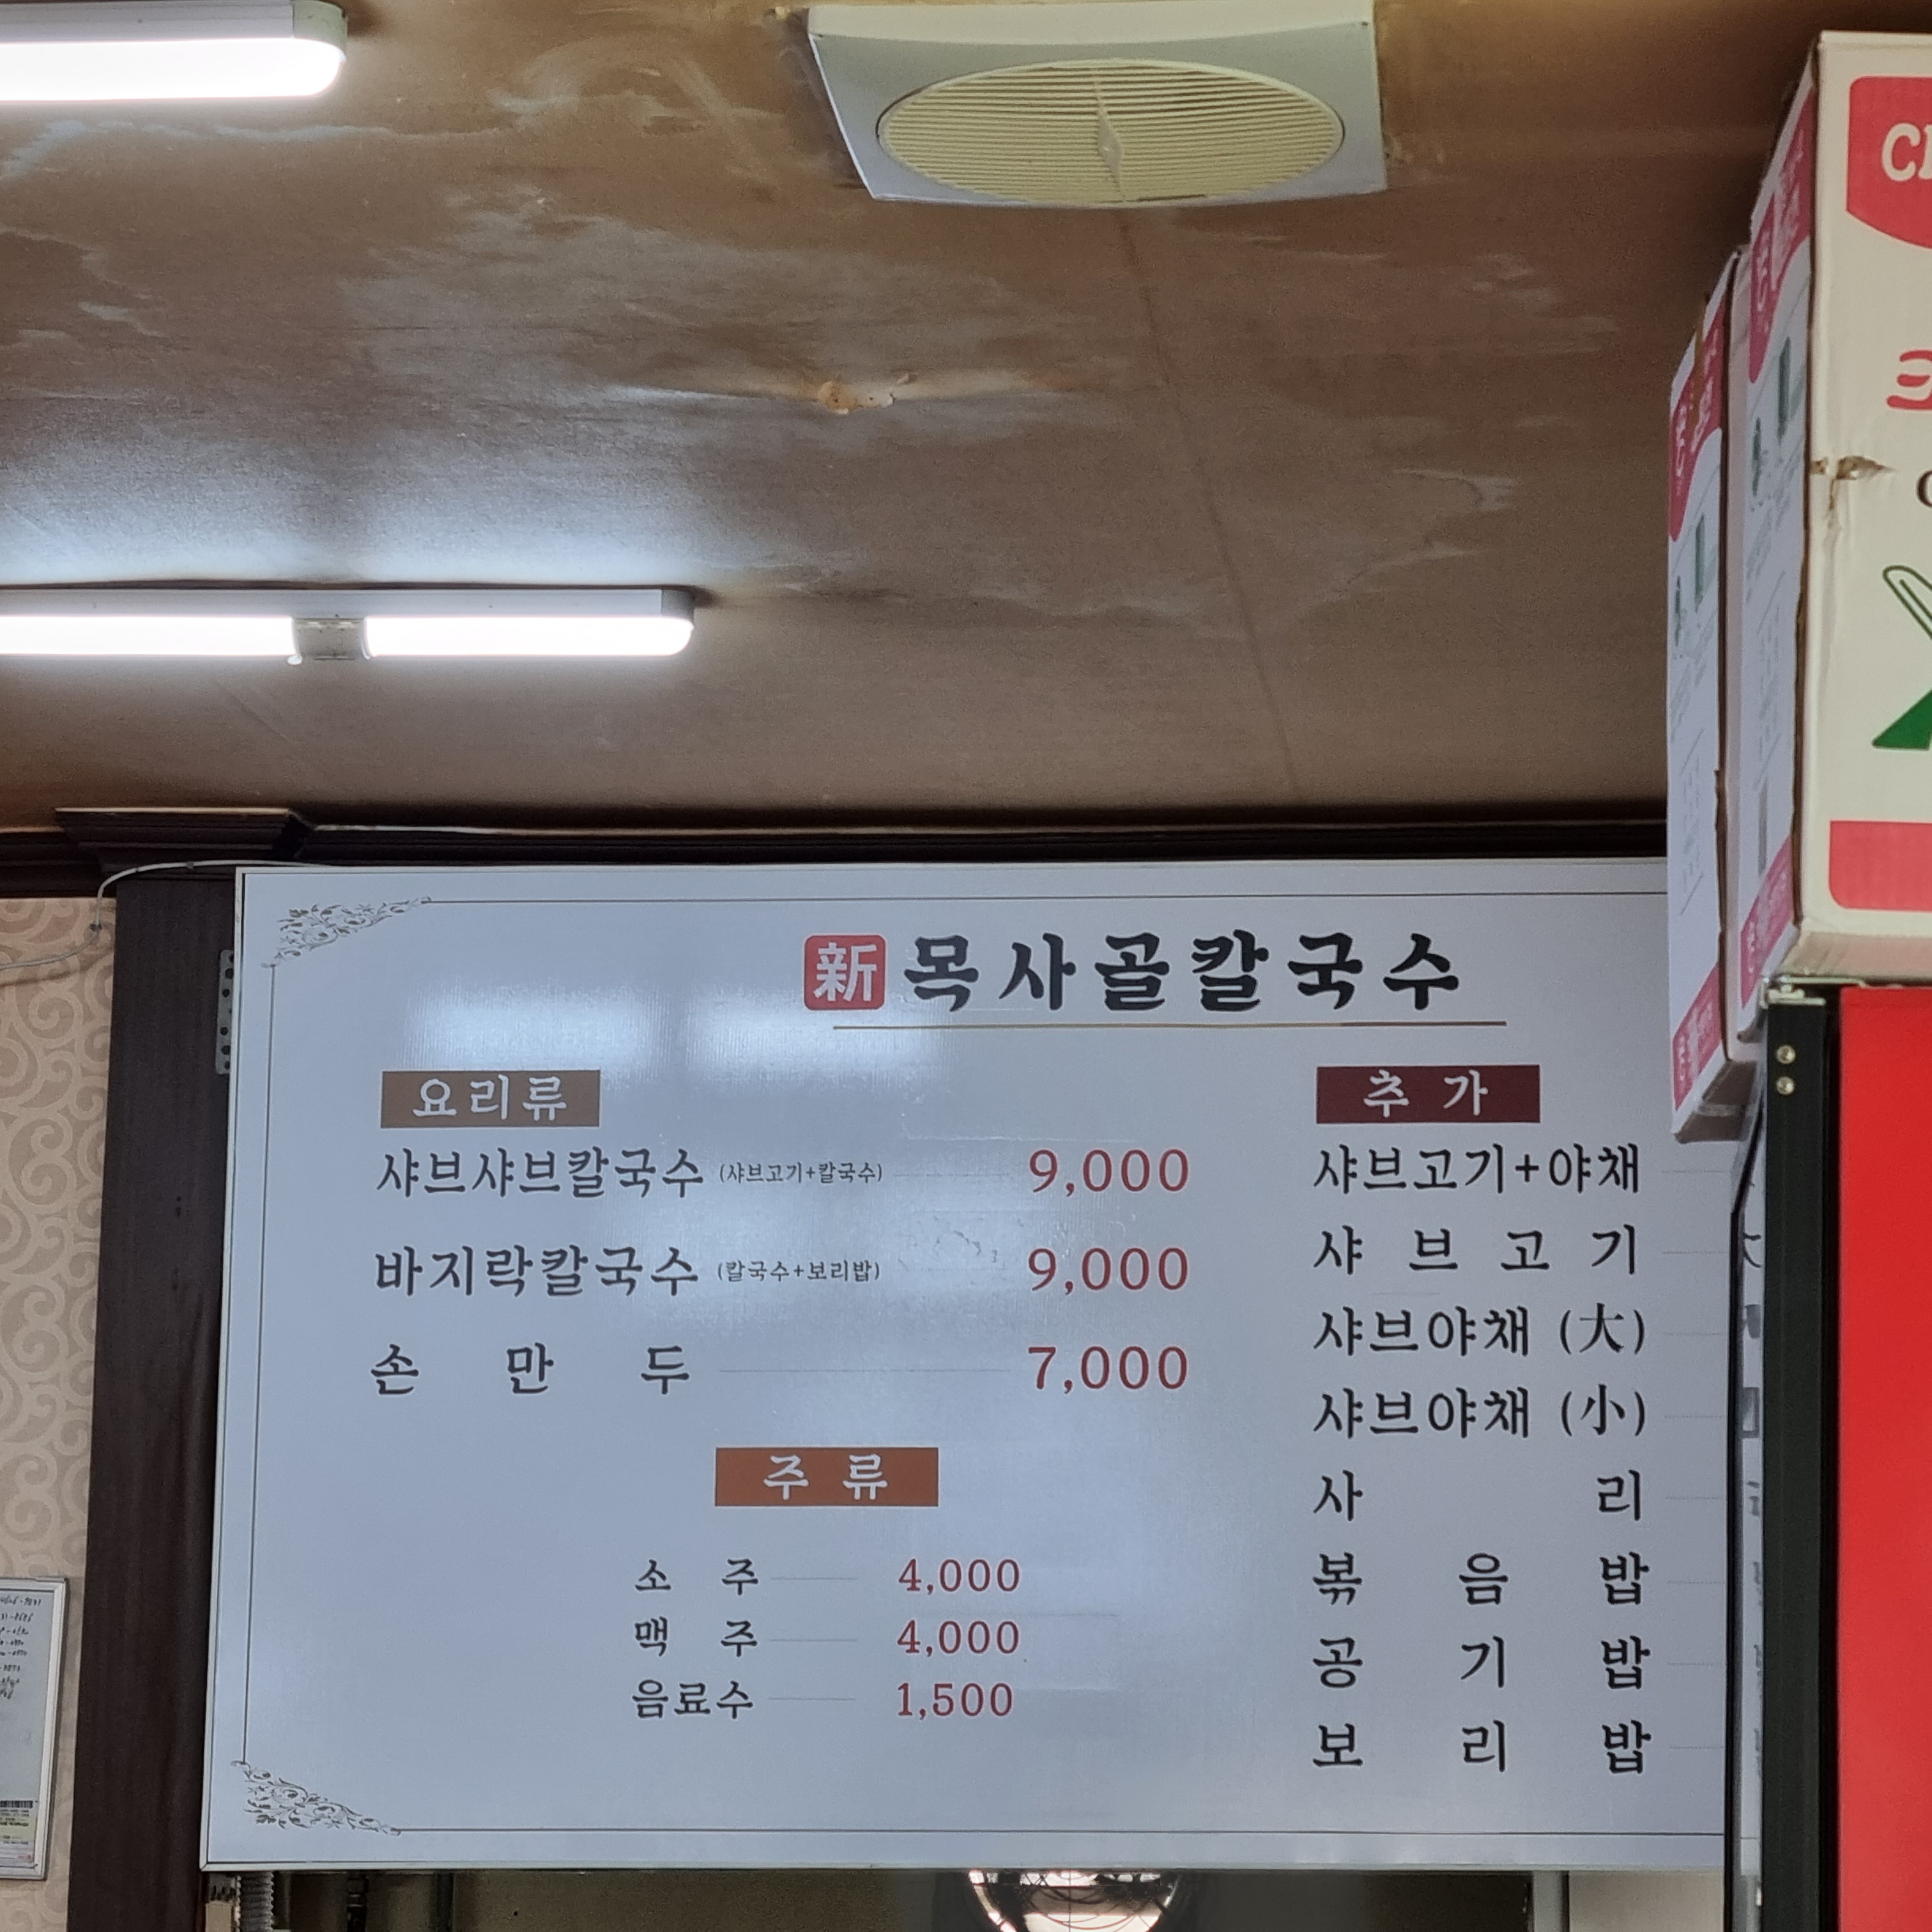 新 목사골칼국수
요리류
샤브샤브칼국수 (샤브고기+칼국수) 9,000
바지락칼국수 (칼국수+보리밥) 9,000
손만두 7,000
주류
소주 4,000
맥주 4,000
음료수 1,500
추가
샤브고기+야채
샤브고기
샤브야채 (大)
샤브야채 (小)
사리
볶음밥
공기밥
보리밥